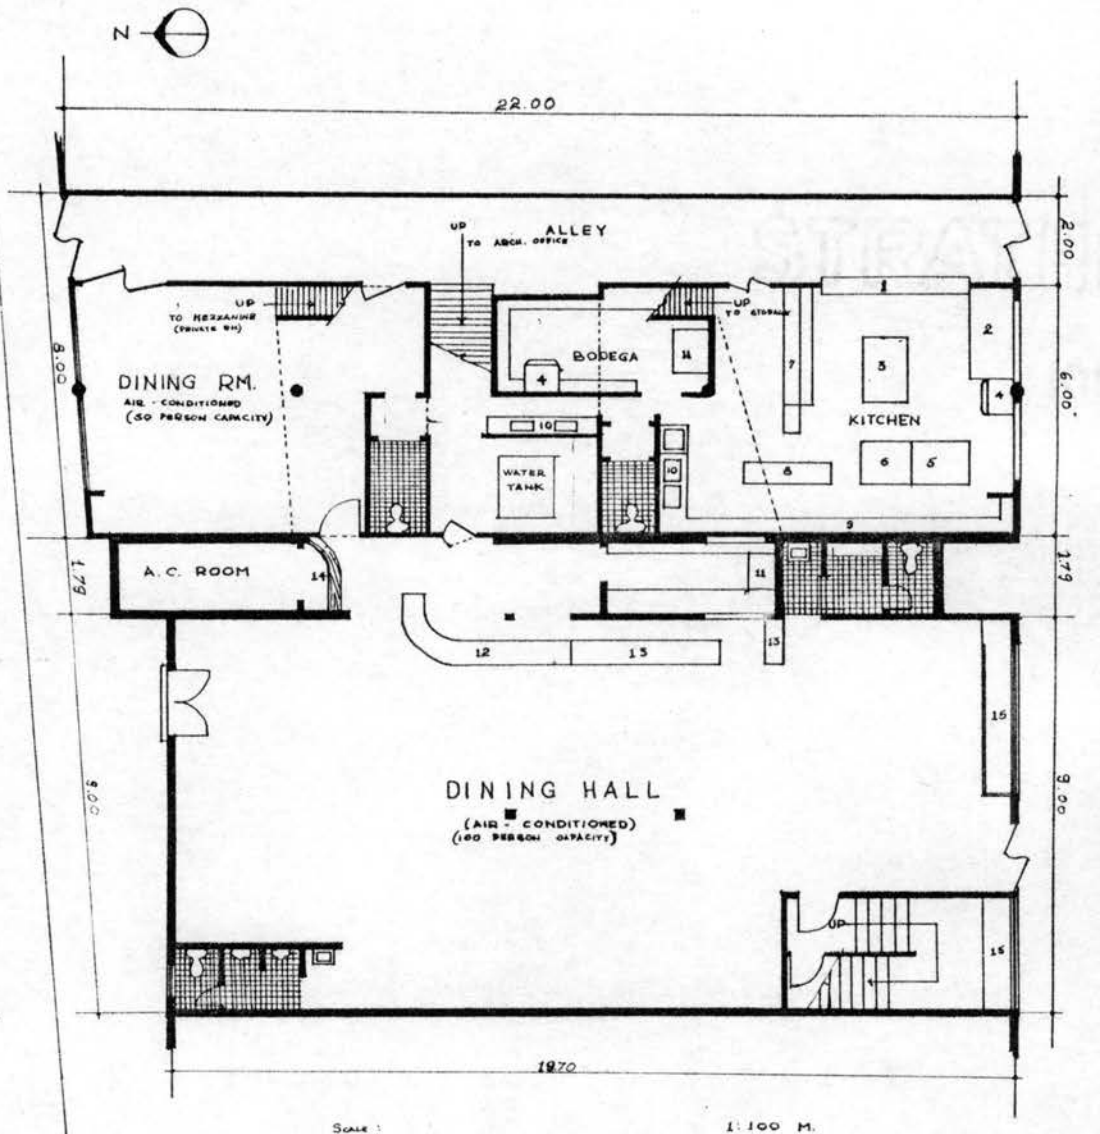 N
22.00
2.00
ALLEY
UP
TO ARCH. OFFICE
UP
TO MEZZANINE
(PRIVATE RM)
UP
TO STORAGE
1
2
3
4
7
8.00
6.00
DINING RM.
AIR-CONDITIONED
(50 PERSON CAPACITY)
BODEGA
4
11
KITCHEN
10
10
WATER
TANK
8
6
5
9
1.79
A.C. ROOM
14
11
1.79
12
13
13
15
9.00
9.00
DINING HALL
(AIR-CONDITIONED)
(100 PERSON CAPACITY)
UP
15
1970
SCALE :
1:100 M.